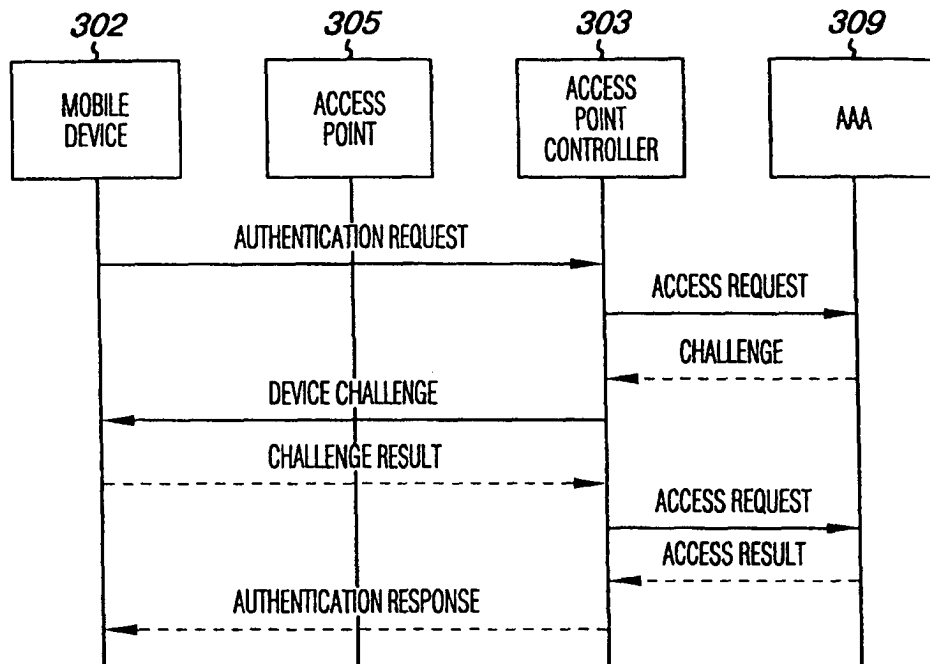 302
305
303
309
MOBILE
DEVICE
ACCESS
POINT
ACCESS
POINT
CONTROLLER
AAA
AUTHENTICATION REQUEST
ACCESS REQUEST
CHALLENGE
DEVICE CHALLENGE
CHALLENGE RESULT
ACCESS REQUEST
ACCESS RESULT
AUTHENTICATION RESPONSE